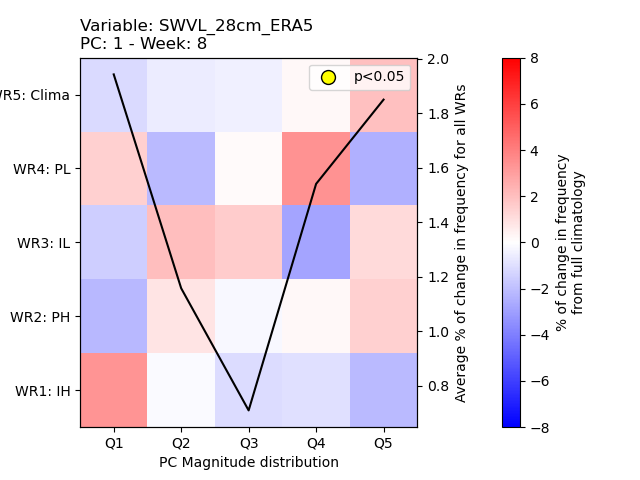 Variable: SWVL_28cm_ERA5
PC: 1 - Week: 8
p<0.05
WR5: Clima
WR4: PL
WR3: IL
WR2: PH
WR1: IH
Q1 Q2 Q3 Q4 Q5
PC Magnitude distribution
2.0
1.8
1.6
1.4
1.2
1.0
0.8
Average % of change in frequency for all WRs
8
6
4
2
0
−2
−4
−6
−8
% of change in frequency
from full climatology